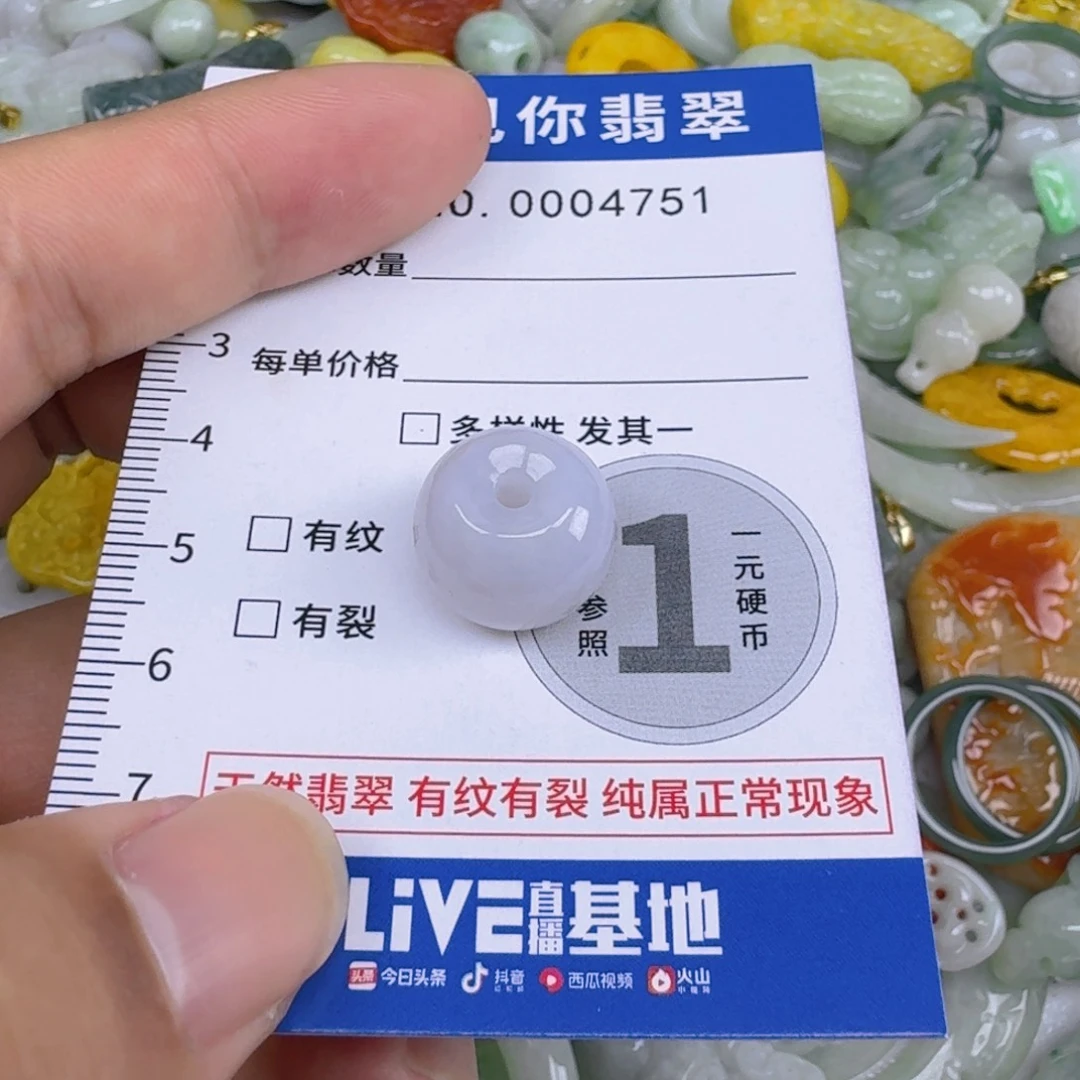 你翡翠
0. 0004751
数量
3
每单价格
4
多样性 发其一
5
有纹
有裂
参照
1
一元硬币
6
7
天然翡翠 有纹有裂 纯属正常现象
LiVE直播基地
头条 今日头条 抖音 西瓜视频 火山